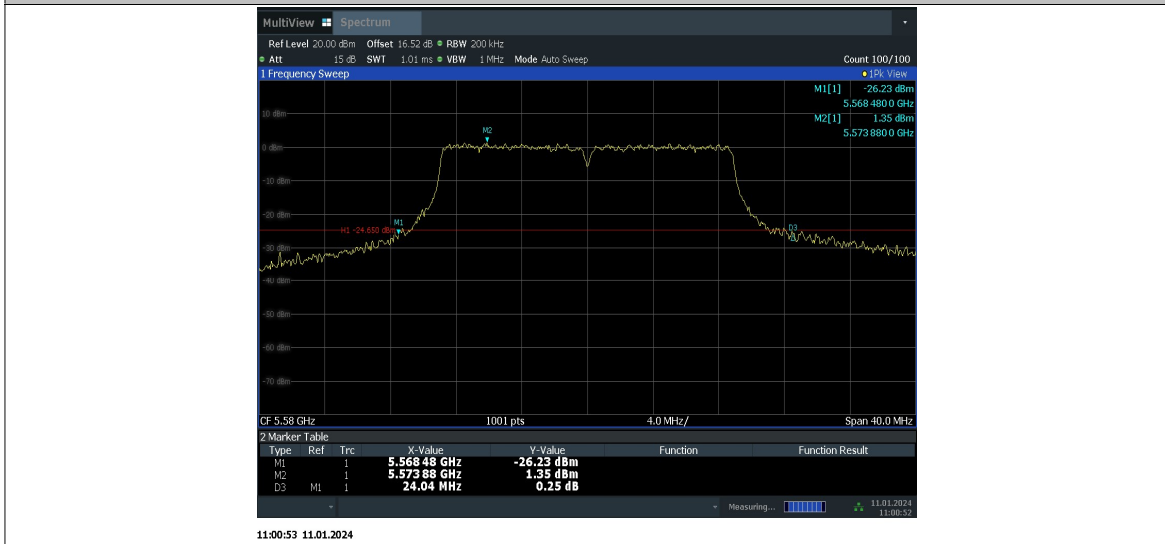 MultiView Spectrum
Ref Level 20.00 dBm Offset 16.52 dB RBW 200 kHz
Att 15 dB SWT 1.01 ms VBW 1 MHz Mode Auto Sweep Count 100/100
1 Frequency Sweep 1Pk View
M1[1] -26.23 dBm
5.568 480 0 GHz
M2[1] 1.35 dBm
5.573 880 0 GHz
10 dBm
M2
0 dBm
-10 dBm
-20 dBm
M1
H1 -24.650 dBm
D3
-30 dBm
-40 dBm
-50 dBm
-60 dBm
-70 dBm
CF 5.58 GHz 1001 pts 4.0 MHz/ Span 40.0 MHz
2 Marker Table
Type Ref Trc X-Value Y-Value Function Function Result
M1 1 5.568 48 GHz -26.23 dBm
M2 1 5.573 88 GHz 1.35 dBm
D3 M1 1 24.04 MHz 0.25 dB
Measuring... 11.01.2024
11:00:52
11:00:53 11.01.2024